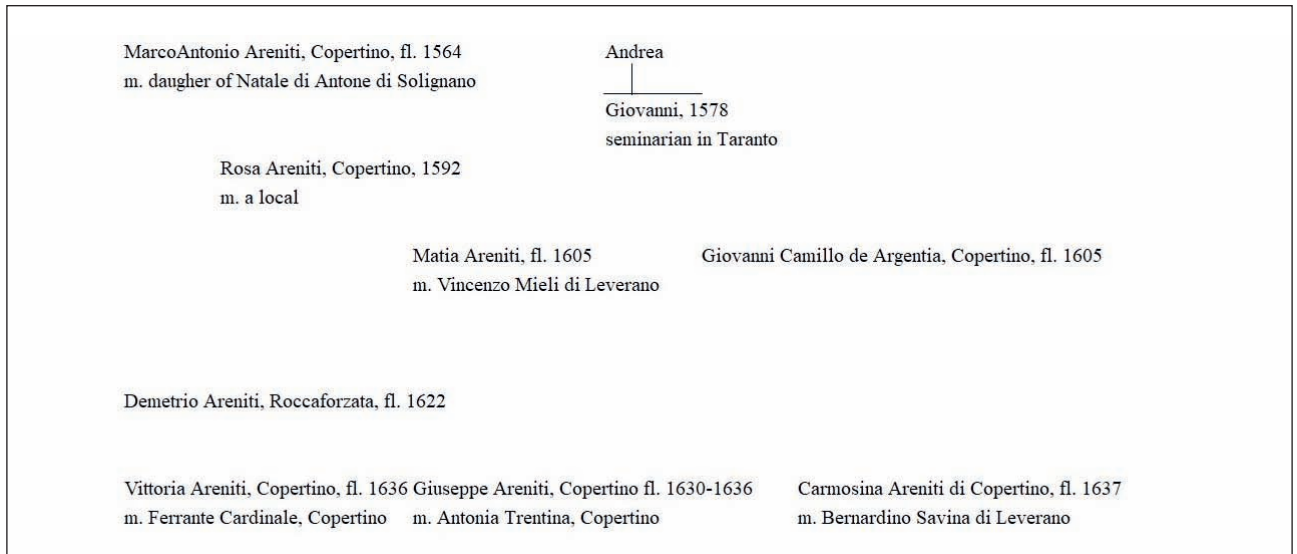 MarcoAntonio Areniti, Copertino, fl. 1564
m. daugher of Natale di Antone di Solignano
Andrea
Giovanni, 1578
seminarian in Taranto
Rosa Areniti, Copertino, 1592
m. a local
Matia Areniti, fl. 1605
m. Vincenzo Mieli di Leverano
Giovanni Camillo de Argentia, Copertino, fl. 1605
Demetrio Areniti, Roccaforzata, fl. 1622
Vittoria Areniti, Copertino, fl. 1636
m. Ferrante Cardinale, Copertino
Giuseppe Areniti, Copertino fl. 1630-1636
m. Antonia Trentina, Copertino
Carmosina Areniti di Copertino, fl. 1637
m. Bernardino Savina di Leverano